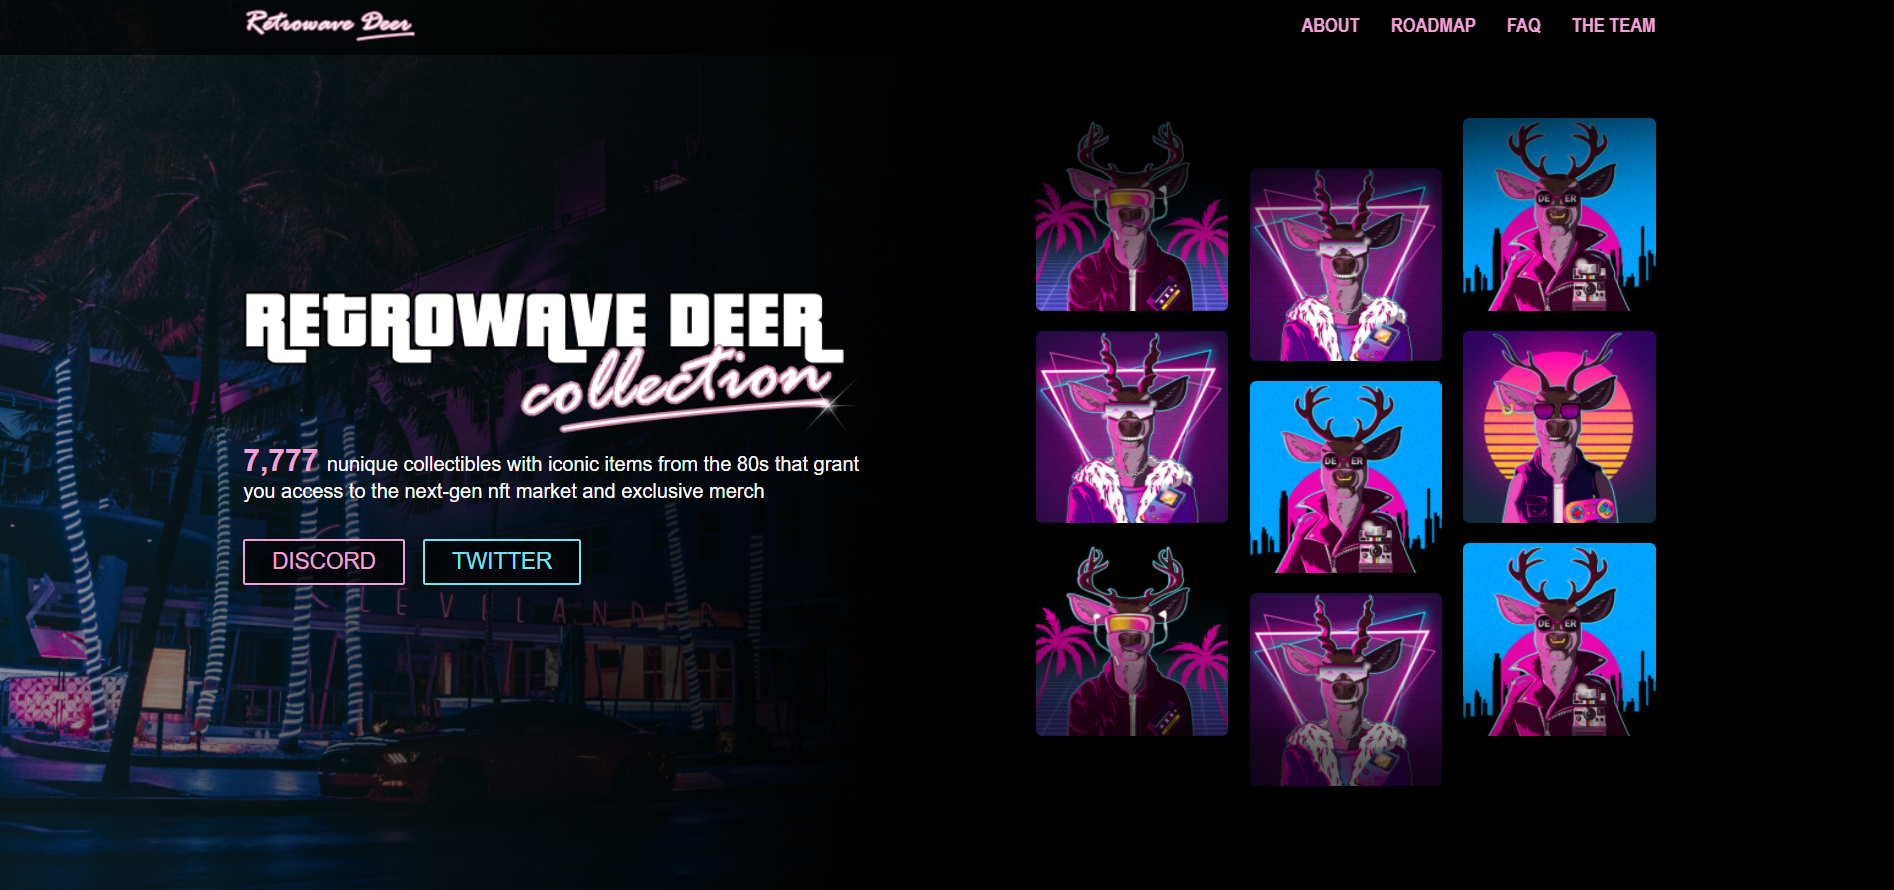 Retrowave Deer
ABOUT ROADMAP FAQ THE TEAM
RETROWAVE DEER
collection
7,777 nunique collectibles with iconic items from the 80s that grant
you access to the next-gen nft market and exclusive merch
DISCORD TWITTER
CLEVELANDER
DE ER
DE ER
DE ER